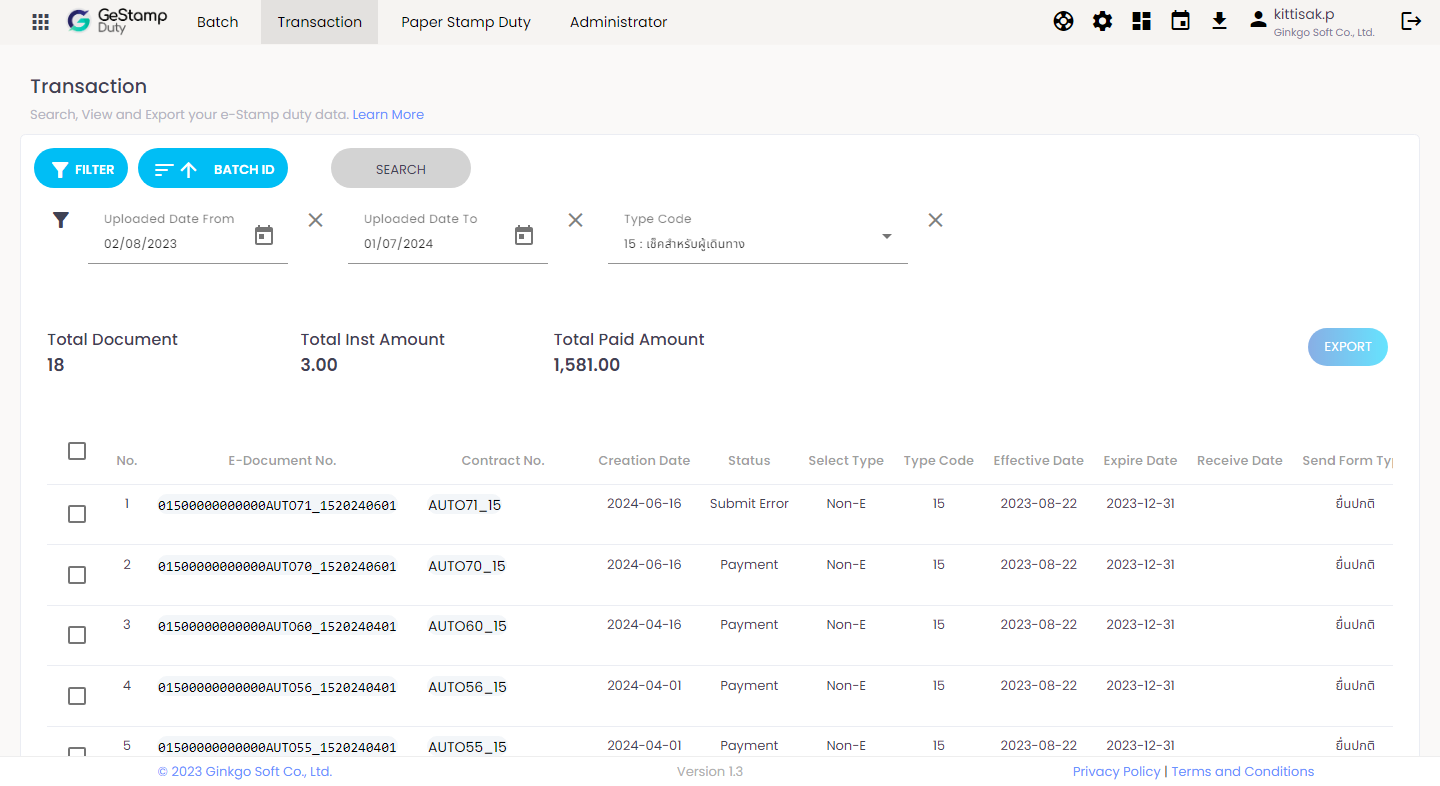 GeStamp Duty Batch Transaction Paper Stamp Duty Administrator kittisak.p
Ginkgo Soft Co., Ltd.
Transaction
Search, View and Export your e-Stamp duty data. Learn More
FILTER BATCH ID SEARCH
Uploaded Date From Uploaded Date To Type Code
02/08/2023 01/07/2024 15 : เช็คสำหรับผู้เดินทาง
Total Document Total Inst Amount Total Paid Amount
18 3.00 1,581.00
EXPORT
No. E-Document No. Contract No. Creation Date Status Select Type Type Code Effective Date Expire Date Receive Date Send Form Typ
1 01500000000000AUTO71_1520240601 AUTO71_15 2024-06-16 Submit Error Non-E 15 2023-08-22 2023-12-31 ยื่นปกติ
2 01500000000000AUTO70_1520240601 AUTO70_15 2024-06-16 Payment Non-E 15 2023-08-22 2023-12-31 ยื่นปกติ
3 01500000000000AUTO60_1520240401 AUTO60_15 2024-04-16 Payment Non-E 15 2023-08-22 2023-12-31 ยื่นปกติ
4 01500000000000AUTO56_1520240401 AUTO56_15 2024-04-01 Payment Non-E 15 2023-08-22 2023-12-31 ยื่นปกติ
5 01500000000000AUTO55_1520240401 AUTO55_15 2024-04-01 Payment Non-E 15 2023-08-22 2023-12-31 ยื่นปกติ
© 2023 Ginkgo Soft Co., Ltd. Version 1.3 Privacy Policy | Terms and Conditions